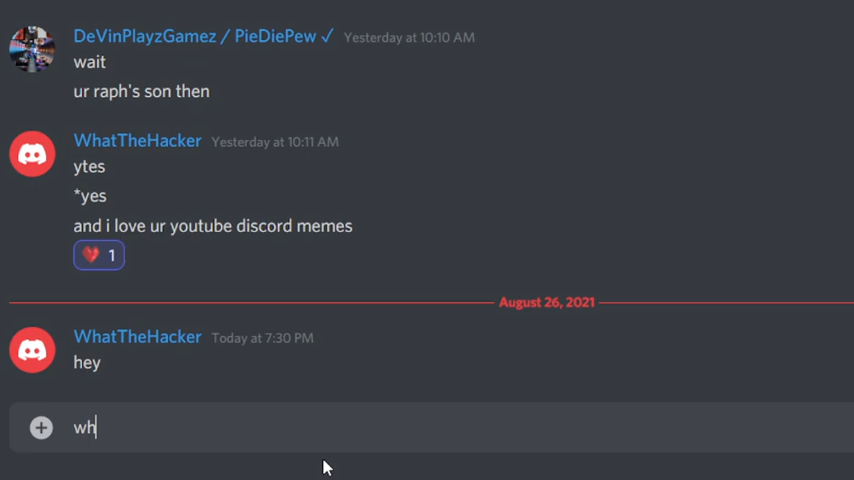 DeVinPlayzGamez / PieDiePew ✓ Yesterday at 10:10 AM
wait
ur raph's son then
WhatTheHacker Yesterday at 10:11 AM
ytes
*yes
and i love ur youtube discord memes
1
August 26, 2021
WhatTheHacker Today at 7:30 PM
hey
wh